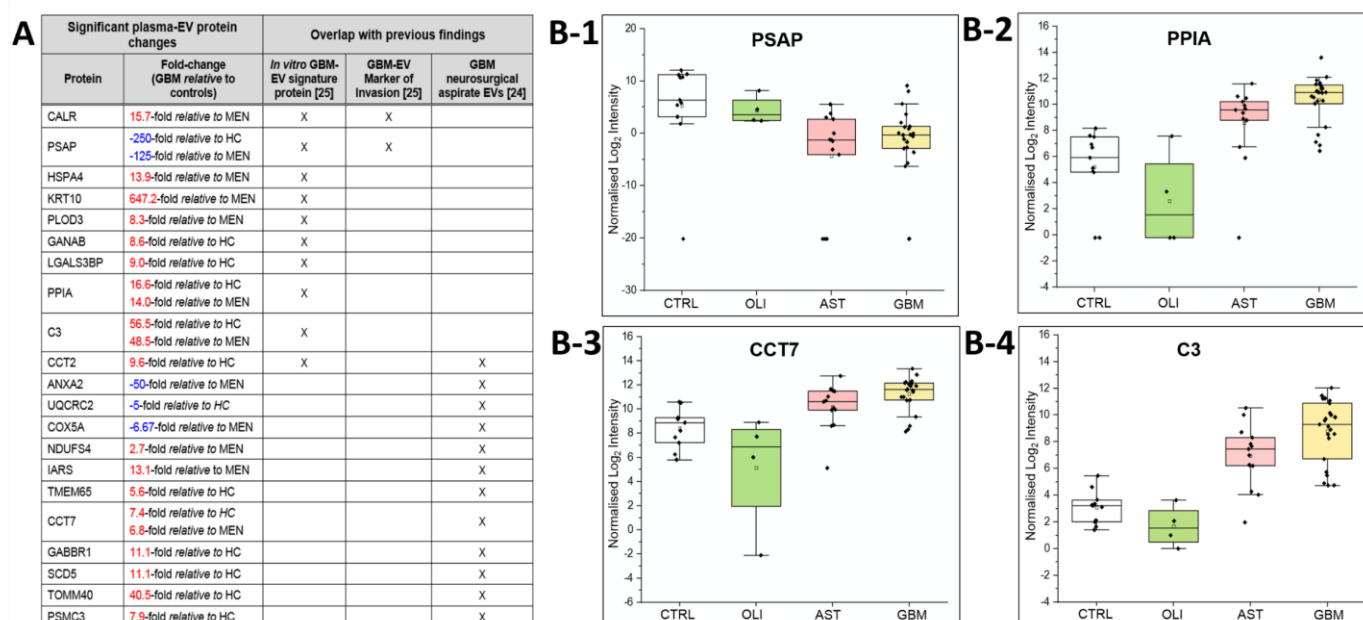 A
Significant plasma-EV protein changes
Overlap with previous findings
Protein
Fold-change (GBM relative to controls)
In vitro GBM-EV signature protein [25]
GBM-EV Marker of Invasion [25]
GBM neurosurgical aspirate EVs [24]
CALR 15.7-fold relative to MEN X X
PSAP -250-fold relative to HC X X
-125-fold relative to MEN
HSPA4 13.9-fold relative to MEN X
KRT10 647.2-fold relative to MEN X
PLOD3 8.3-fold relative to MEN X
GANAB 8.6-fold relative to HC X
LGALS3BP 9.0-fold relative to HC X
PPIA 16.6-fold relative to HC X
14.0-fold relative to MEN
C3 56.5-fold relative to HC X
48.5-fold relative to MEN
CCT2 9.6-fold relative to HC X X
ANXA2 -50-fold relative to MEN X
UQCRC2 -5-fold relative to HC X
COX5A -6.67-fold relative to MEN X
NDUFS4 2.7-fold relative to MEN X
IARS 13.1-fold relative to MEN X
TMEM65 5.6-fold relative to HC X
CCT7 7.4-fold relative to HC X
6.8-fold relative to MEN
GABBR1 11.1-fold relative to HC X
SCD5 11.1-fold relative to HC X
TOMM40 40.5-fold relative to HC X
PSMC3 7.9-fold relative to HC X
B-1
PSAP
Normalised Log2 Intensity
20
10
0
-10
-20
-30
CTRL OLI AST GBM
B-2
PPIA
Normalised Log2 Intensity
16
14
12
10
8
6
4
2
0
-2
-4
CTRL OLI AST GBM
B-3
CCT7
Normalised Log2 Intensity
16
14
12
10
8
6
4
2
0
-2
-4
-6
CTRL OLI AST GBM
B-4
C3
Normalised Log2 Intensity
16
14
12
10
8
6
4
2
0
-2
-4
CTRL OLI AST GBM